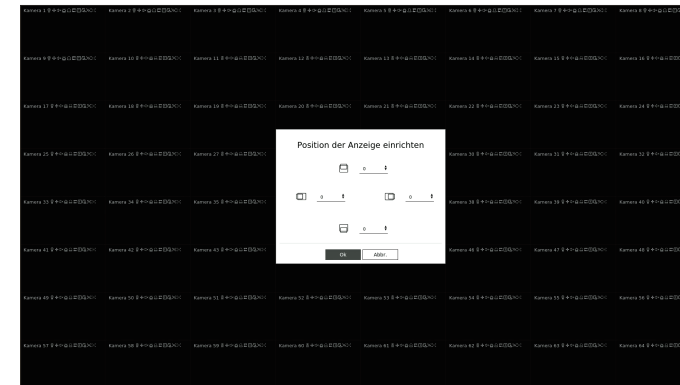 Kamera 1 Kamera 2 Kamera 3 Kamera 4 Kamera 5 Kamera 6 Kamera 7 Kamera 8
Kamera 9 Kamera 10 Kamera 11 Kamera 12 Kamera 13 Kamera 14 Kamera 15 Kamera 16
Kamera 17 Kamera 18 Kamera 19 Kamera 20 Kamera 21 Kamera 22 Kamera 23 Kamera 24
Position der Anzeige einrichten
Kamera 25 Kamera 26 Kamera 27 Kamera 30 Kamera 31 Kamera 32
0
Kamera 33 Kamera 34 Kamera 35 Kamera 38 Kamera 39 Kamera 40
0 0
0
Kamera 41 Kamera 42 Kamera 43 Kamera 46 Kamera 47 Kamera 48
Ok Abbr.
Kamera 49 Kamera 50 Kamera 51 Kamera 52 Kamera 53 Kamera 54 Kamera 55 Kamera 56
Kamera 57 Kamera 58 Kamera 59 Kamera 60 Kamera 61 Kamera 62 Kamera 63 Kamera 64